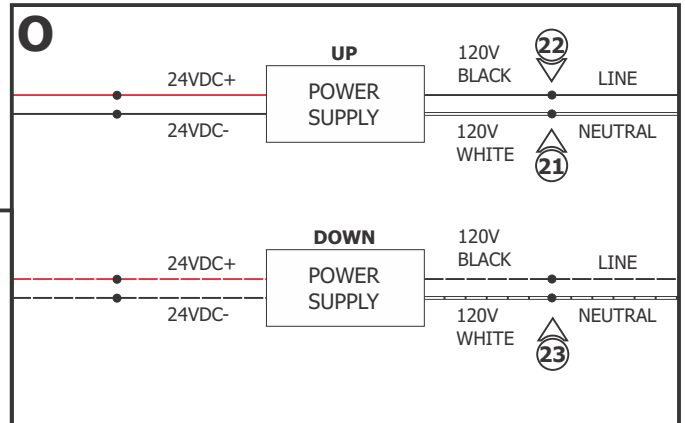 O
UP
120V
BLACK
22
24VDC+
LINE
POWER
SUPPLY
24VDC-
120V
WHITE
NEUTRAL
21
DOWN
120V
BLACK
24VDC+
LINE
POWER
SUPPLY
24VDC-
120V
WHITE
NEUTRAL
23